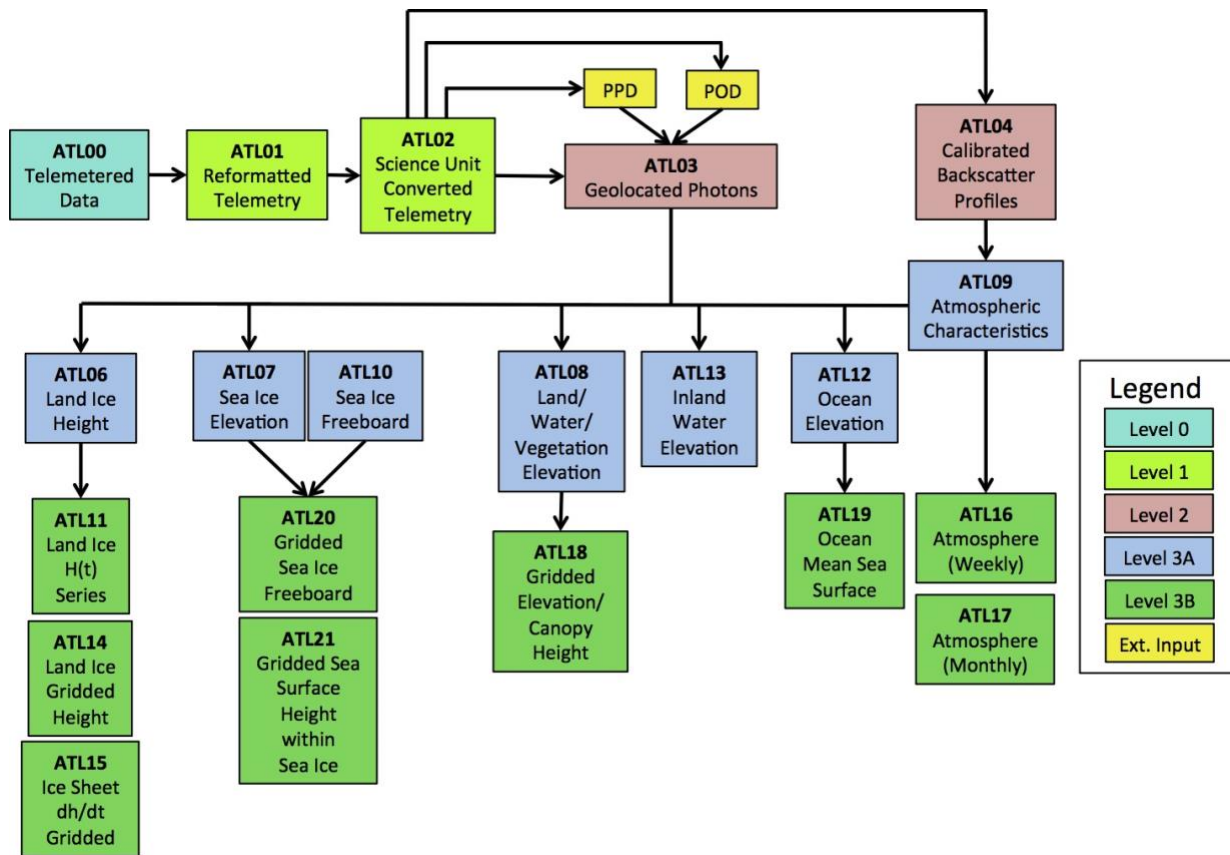 PPD
POD
ATL00
Telemetered
Data
ATL01
Reformatted
Telemetry
ATL02
Science Unit
Converted
Telemetry
ATL03
Geolocated Photons
ATL04
Calibrated
Backscatter
Profiles
ATL09
Atmospheric
Characteristics
ATL06
Land Ice
Height
ATL07
Sea Ice
Elevation
ATL10
Sea Ice
Freeboard
ATL08
Land/
Water/
Vegetation
Elevation
ATL13
Inland
Water
Elevation
ATL12
Ocean
Elevation
ATL11
Land Ice
H(t)
Series
ATL14
Land Ice
Gridded
Height
ATL15
Ice Sheet
dh/dt
Gridded
ATL20
Gridded
Sea Ice
Freeboard
ATL21
Gridded Sea
Surface
Height
within
Sea Ice
ATL18
Gridded
Elevation/
Canopy
Height
ATL19
Ocean
Mean Sea
Surface
ATL16
Atmosphere
(Weekly)
ATL17
Atmosphere
(Monthly)
Legend
Level 0
Level 1
Level 2
Level 3A
Level 3B
Ext. Input